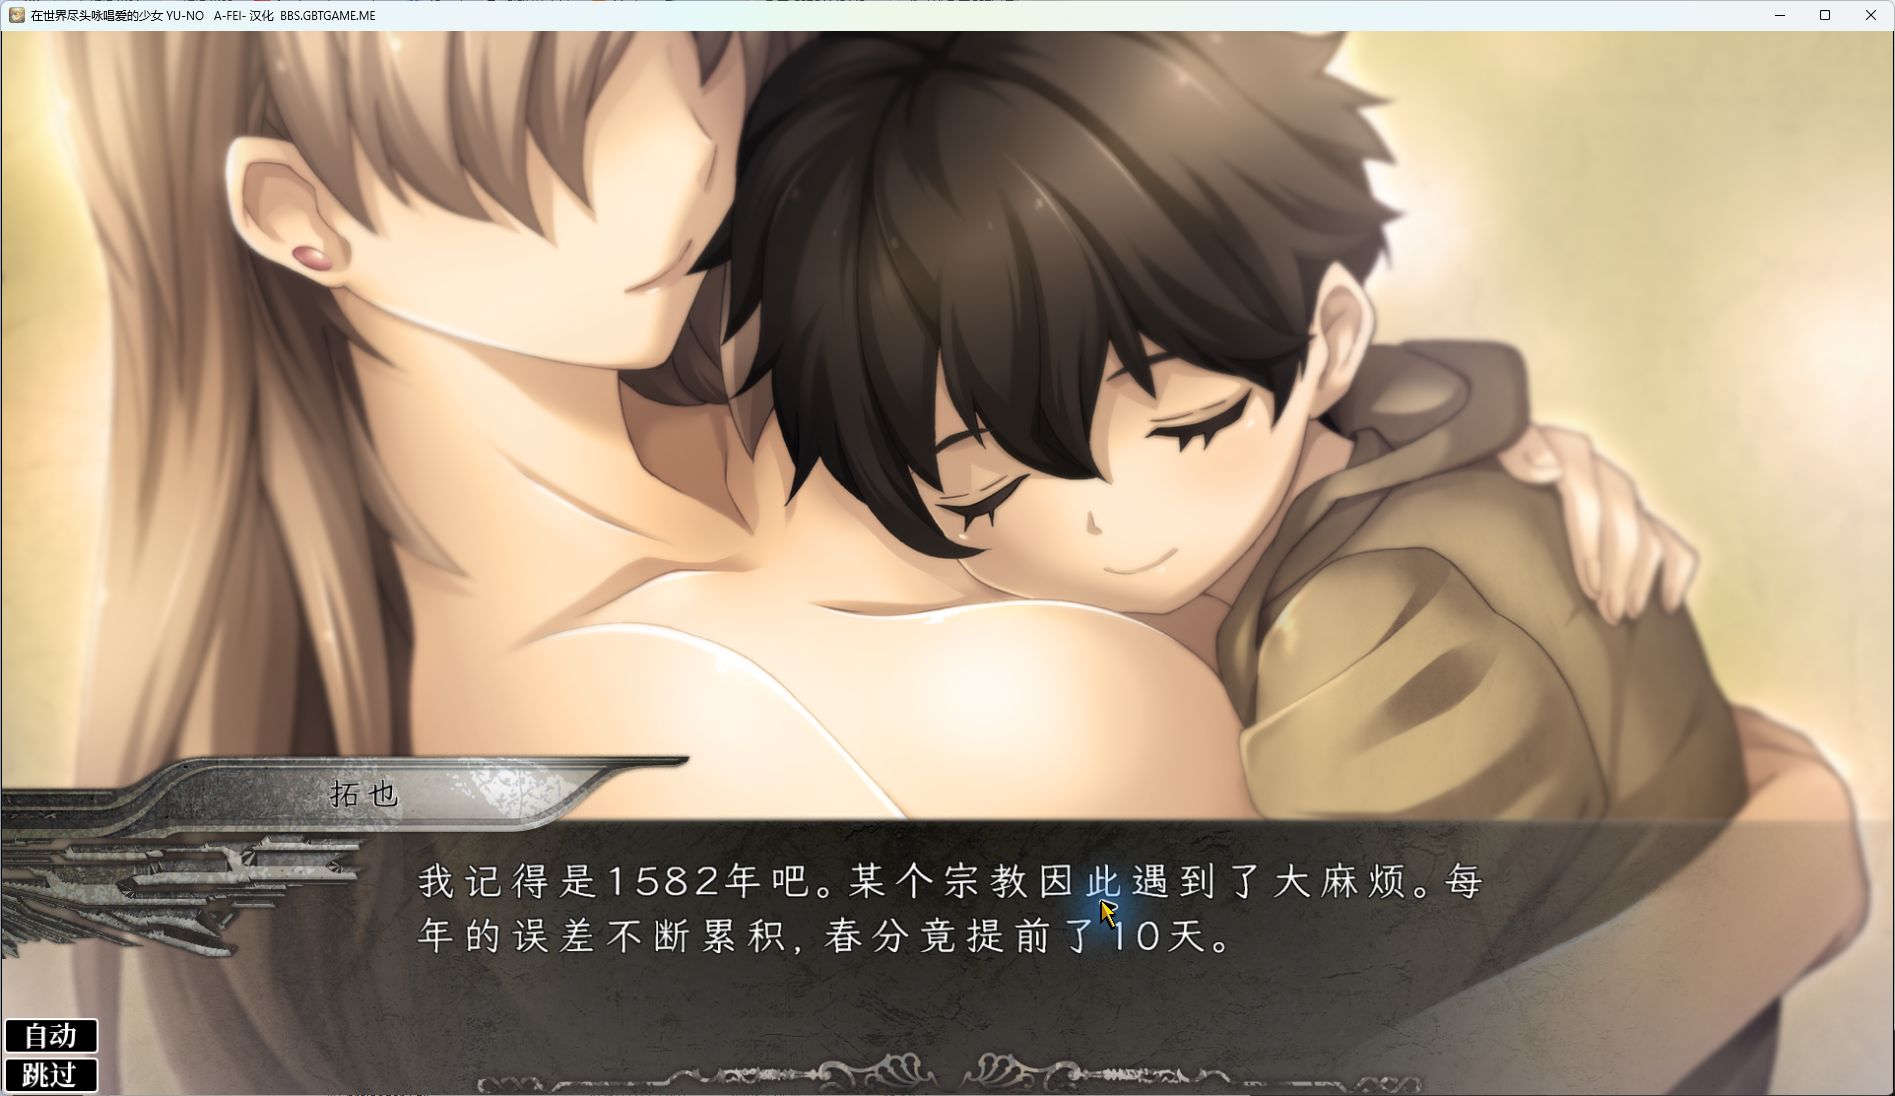 在世界尽头咏唱爱的少女 YU-NO A-FEI- 汉化 BBS.GBTGAME.ME
拓也
我记得是1582年吧。某个宗教因此遇到了大麻烦。每
年的误差不断累积，春分竟提前了10天。
自动
跳过